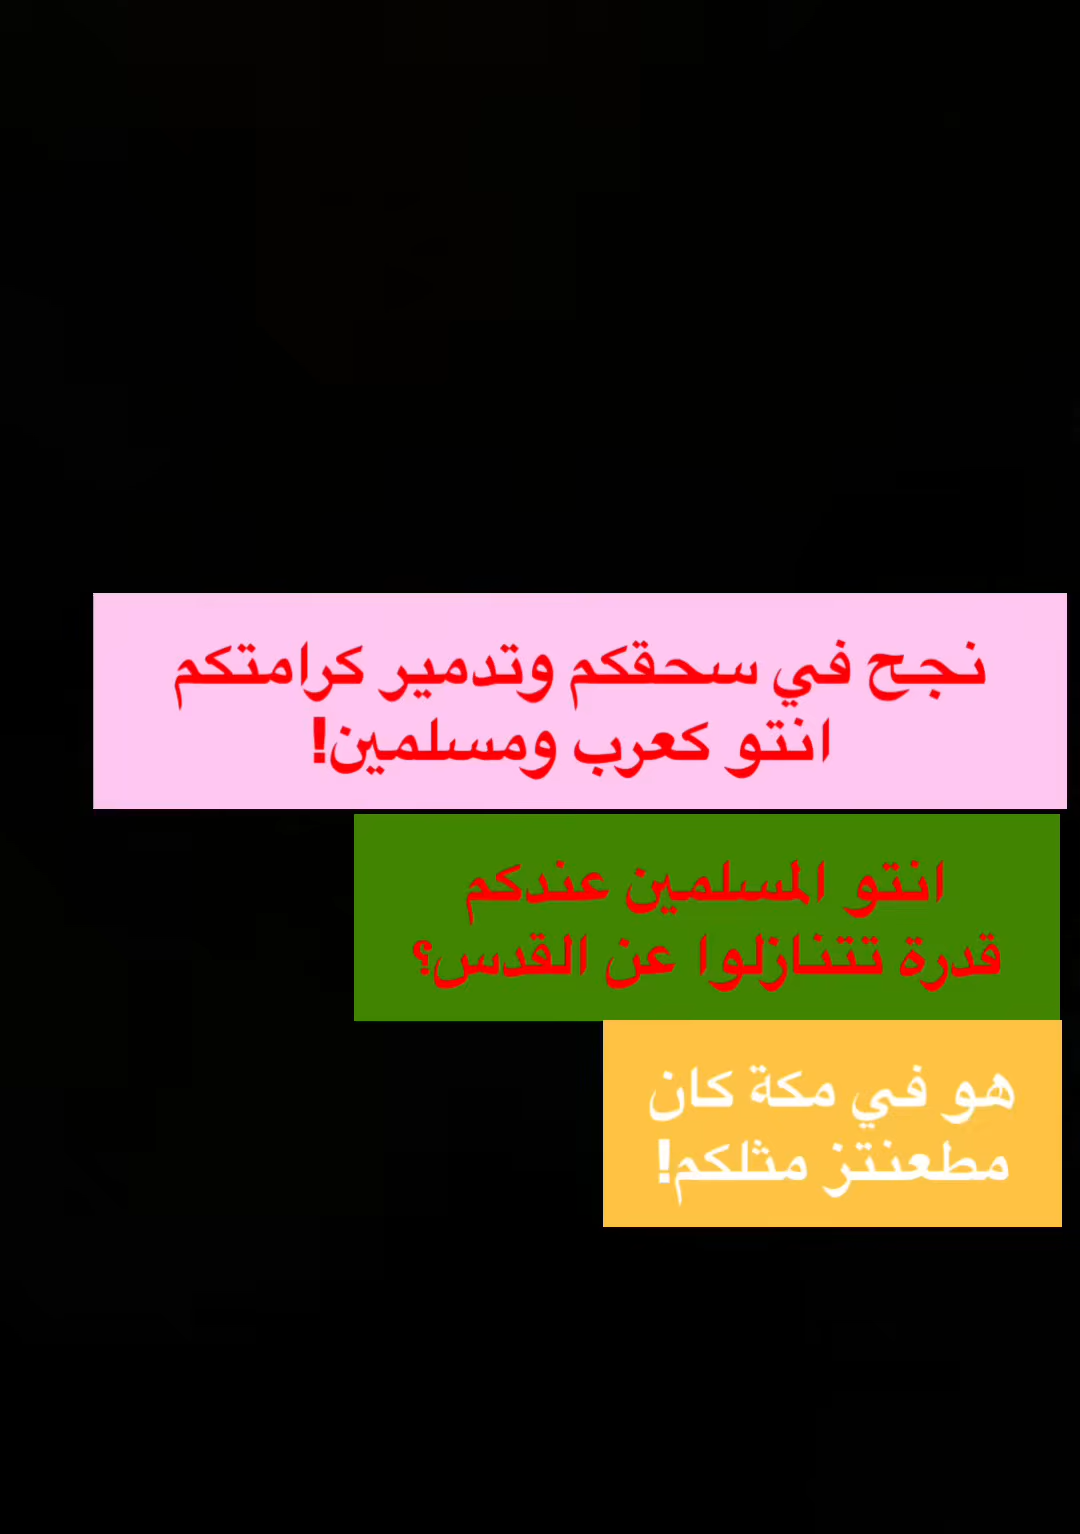 نجح في سحقكم وتدمير كرامتكم
انتو كعرب ومسلمين!
انتو المسلمين عندكم
قدرة تتنازلوا عن القدس؟
هو في مكة كان
مطعنتز مثلكم!